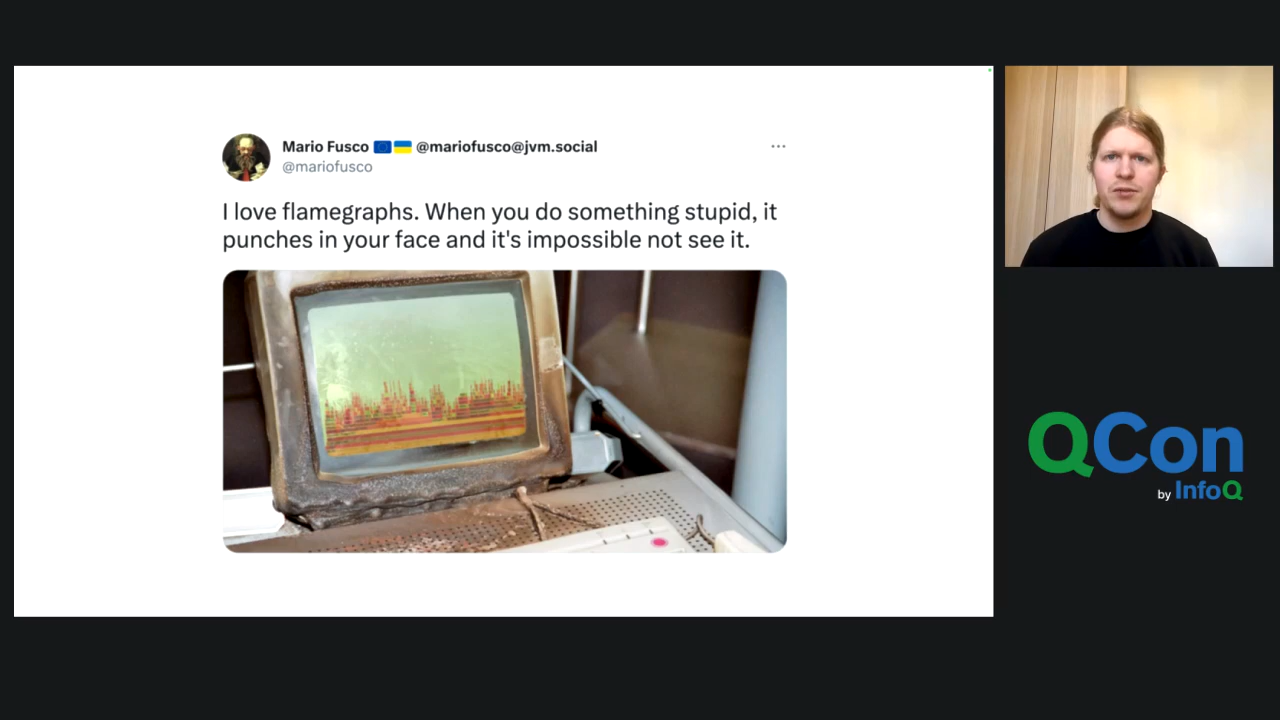 Mario Fusco 🇪🇺🇺🇦 @mariofusco@jvm.social
@mariofusco
I love flamegraphs. When you do something stupid, it
punches in your face and it's impossible not see it.
QCon
by InfoQ